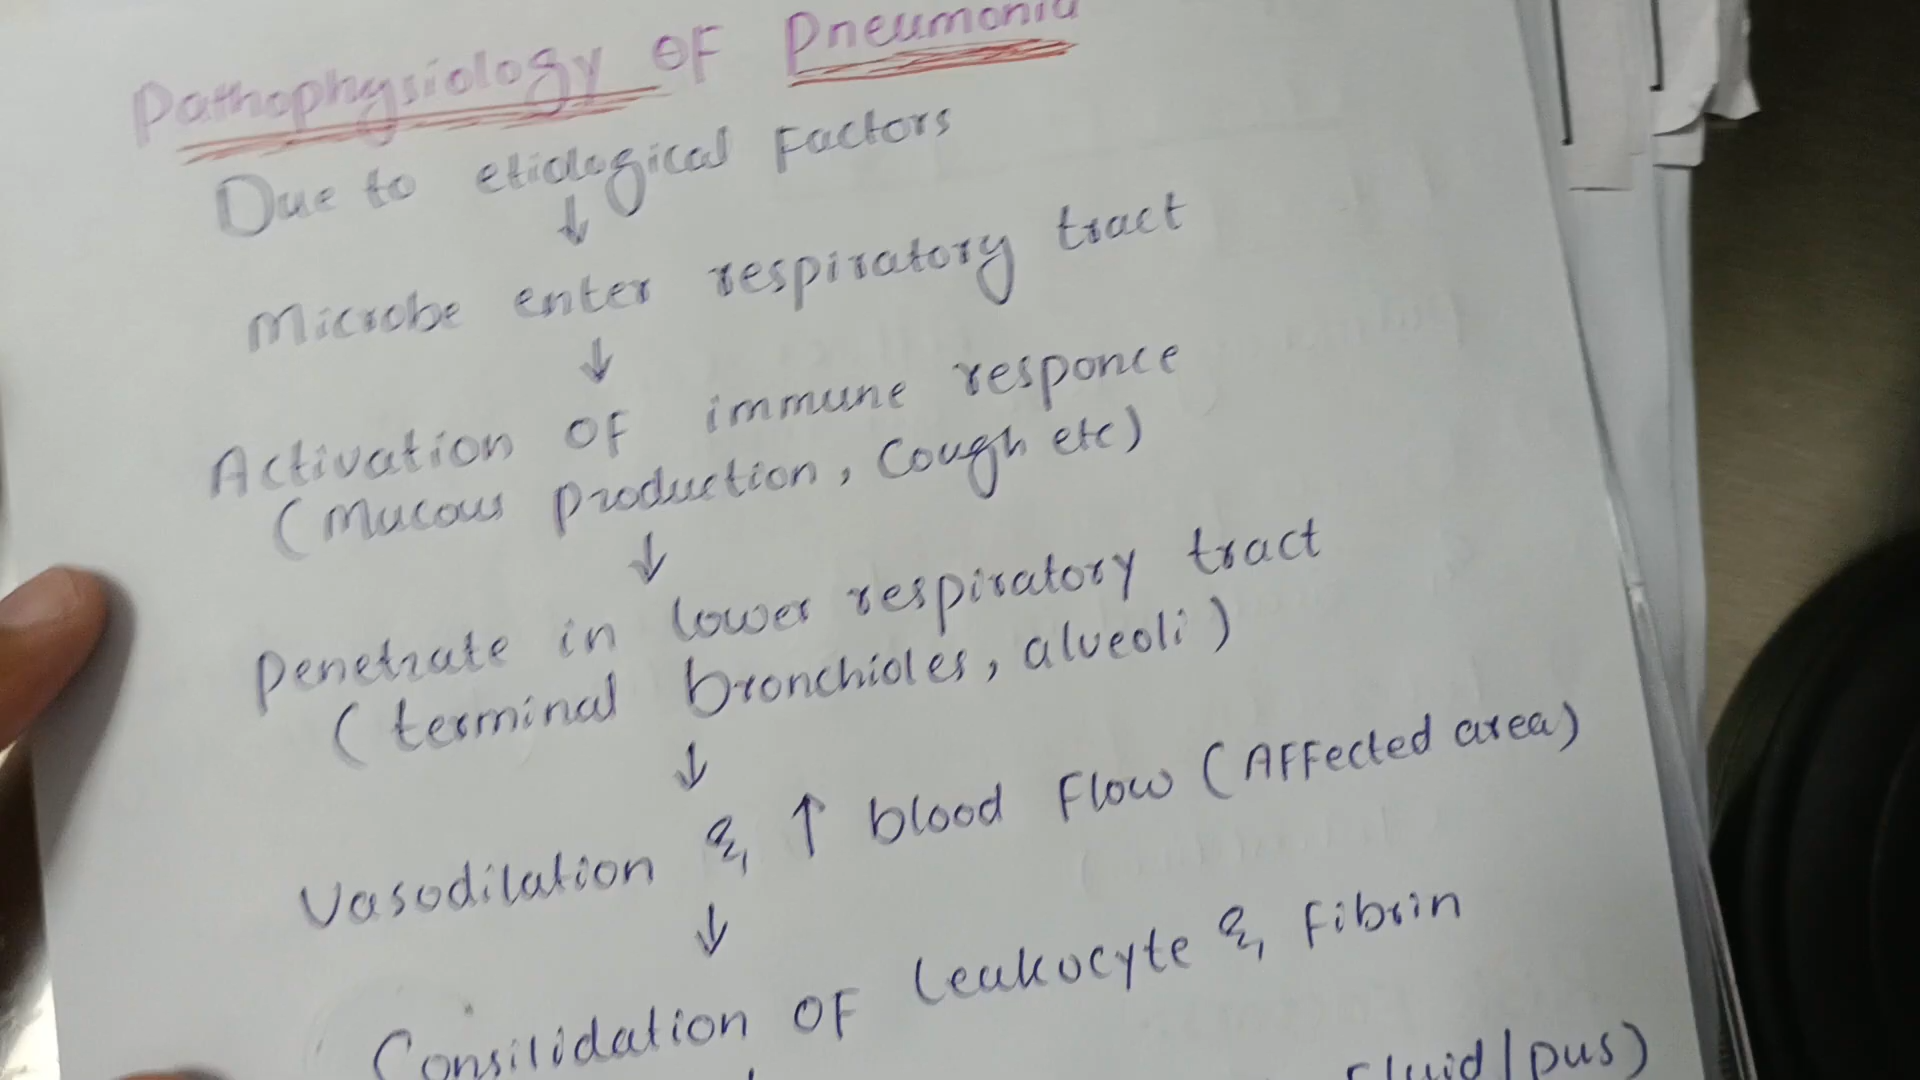 Pathophysiology OF Pneumonia
Due to etiological Factors
↓
Microbe enter respiratory tract
↓
Activation OF immune responce
(Mucous production, Cough etc)
↓
Penetrate in lower respiratory tract
(terminal bronchioles, alveoli)
↓
Vasodilation & ↑ blood Flow (AFFected area)
↓
Consilidation OF Leukocyte & Fibrin
Fluid/pus)